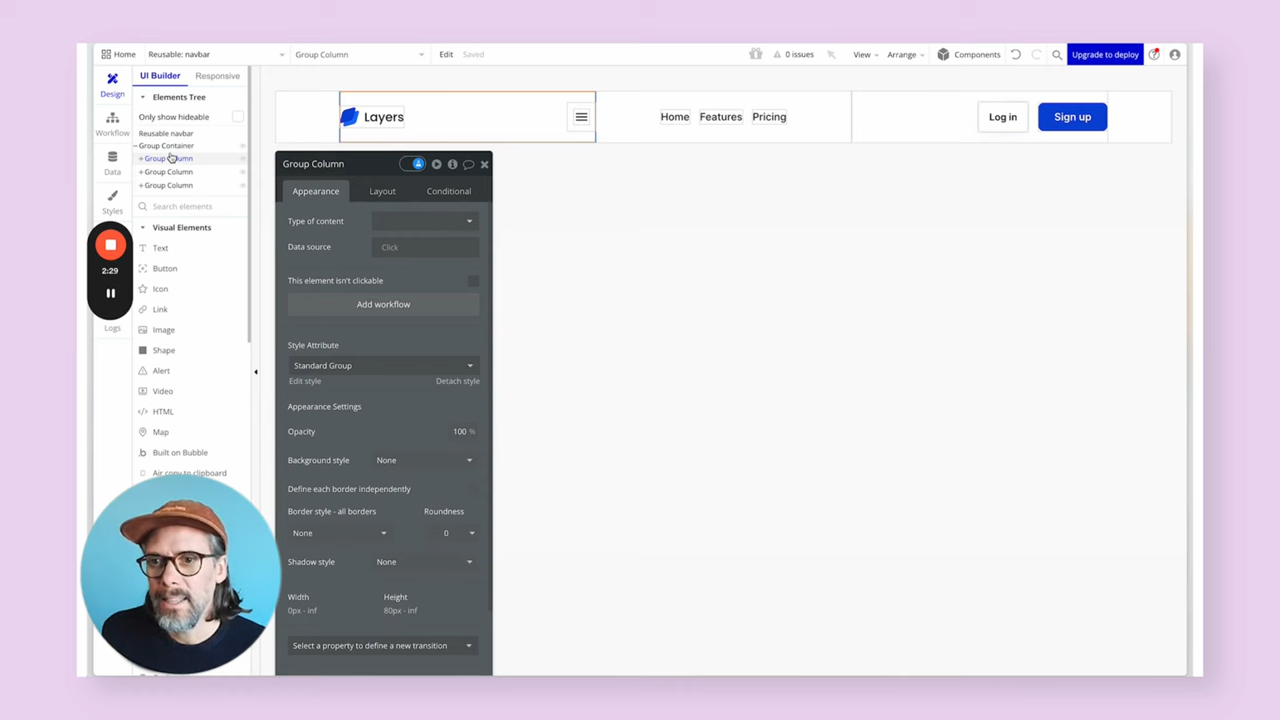 Home
Reusable: navbar
Group Column
Edit
Saved
0 issues
View
Arrange
Components
Upgrade to deploy
Design
UI Builder
Responsive
Elements Tree
Only show hideable
Reusable navbar
Group Container
Group Column
Group Column
Group Column
Search elements
Workflow
Data
Styles
2:29
Logs
Visual Elements
Text
Button
Icon
Link
Image
Shape
Alert
Video
HTML
Map
Built on Bubble
Air copy to clipboard
Layers
Home
Features
Pricing
Log in
Sign up
Group Column
Appearance
Layout
Conditional
Type of content
Data source
Click
This element isn't clickable
Add workflow
Style Attribute
Standard Group
Edit style
Detach style
Appearance Settings
Opacity
100 %
Background style
None
Define each border independently
Border style - all borders
Roundness
None
0
Shadow style
None
Width
Height
0px - inf
80px - inf
Select a property to define a new transition